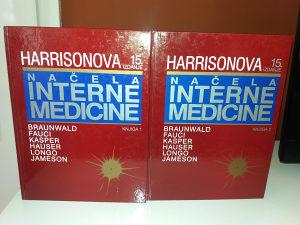 HARRISONOVA 15.
IZDANJE
NAČELA
INTERNE
MEDICINE
BRAUNWALD
FAUCI
KASPER
HAUSER
LONGO
JAMESON
KNJIGA 1
HARRISONOVA 15.
IZDANJE
NAČELA
INTERNE
MEDICINE
BRAUNWALD
FAUCI
KASPER
HAUSER
LONGO
JAMESON
KNJIGA 2